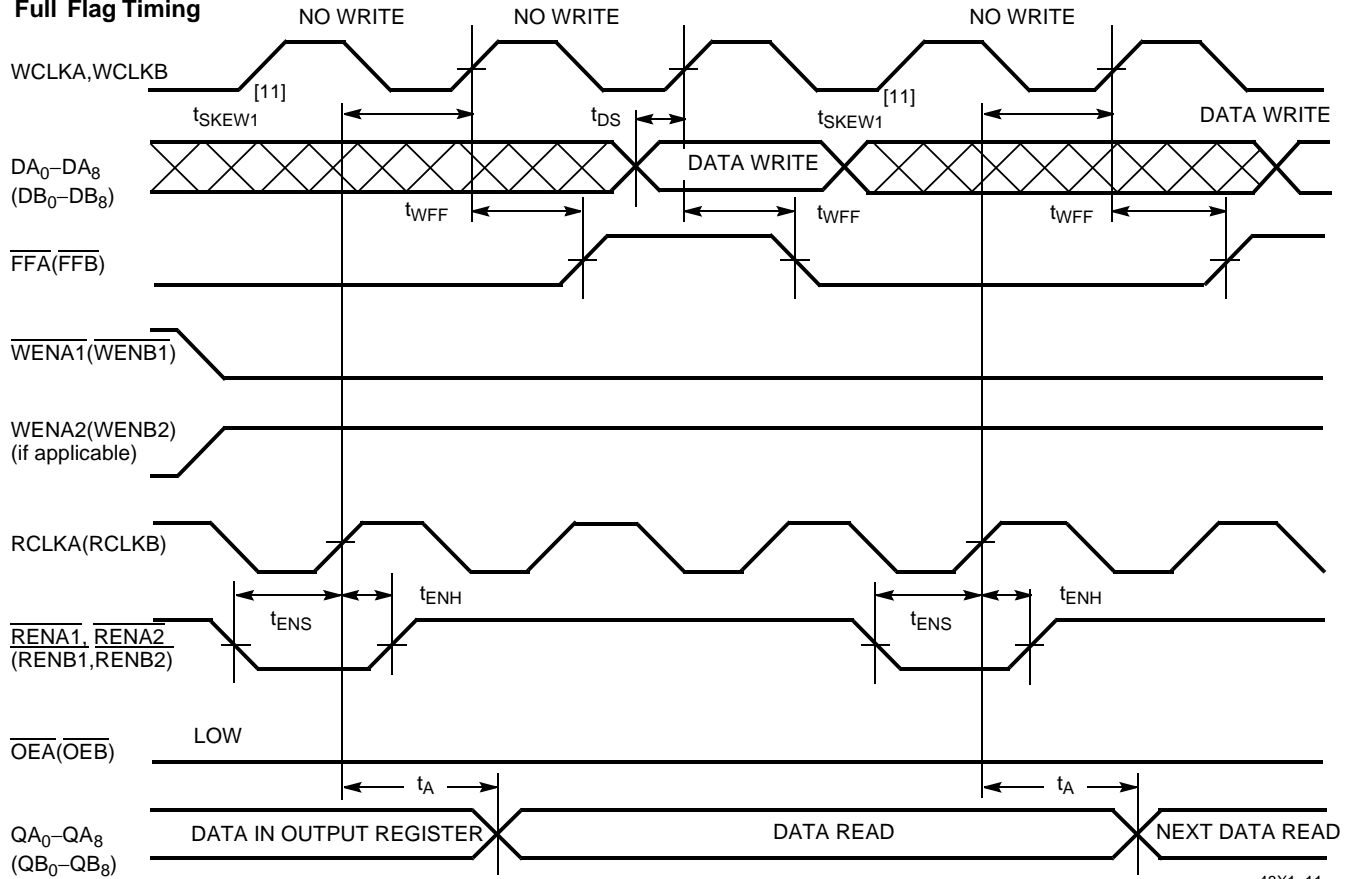 Full Flag Timing
NO WRITE
NO WRITE
NO WRITE
WCLKA,WCLKB
[11]
[11]
tSKEW1
tDS
tSKEW1
DATA WRITE
DA0–DA8
(DB0–DB8)
DATA WRITE
tWFF
tWFF
tWFF
FFA(FFB)
WENA1(WENB1)
WENA2(WENB2)
(if applicable)
RCLKA(RCLKB)
tENS
tENH
tENS
tENH
RENA1, RENA2
(RENB1,RENB2)
LOW
OEA(OEB)
tA
tA
QA0–QA8
(QB0–QB8)
DATA IN OUTPUT REGISTER
DATA READ
NEXT DATA READ